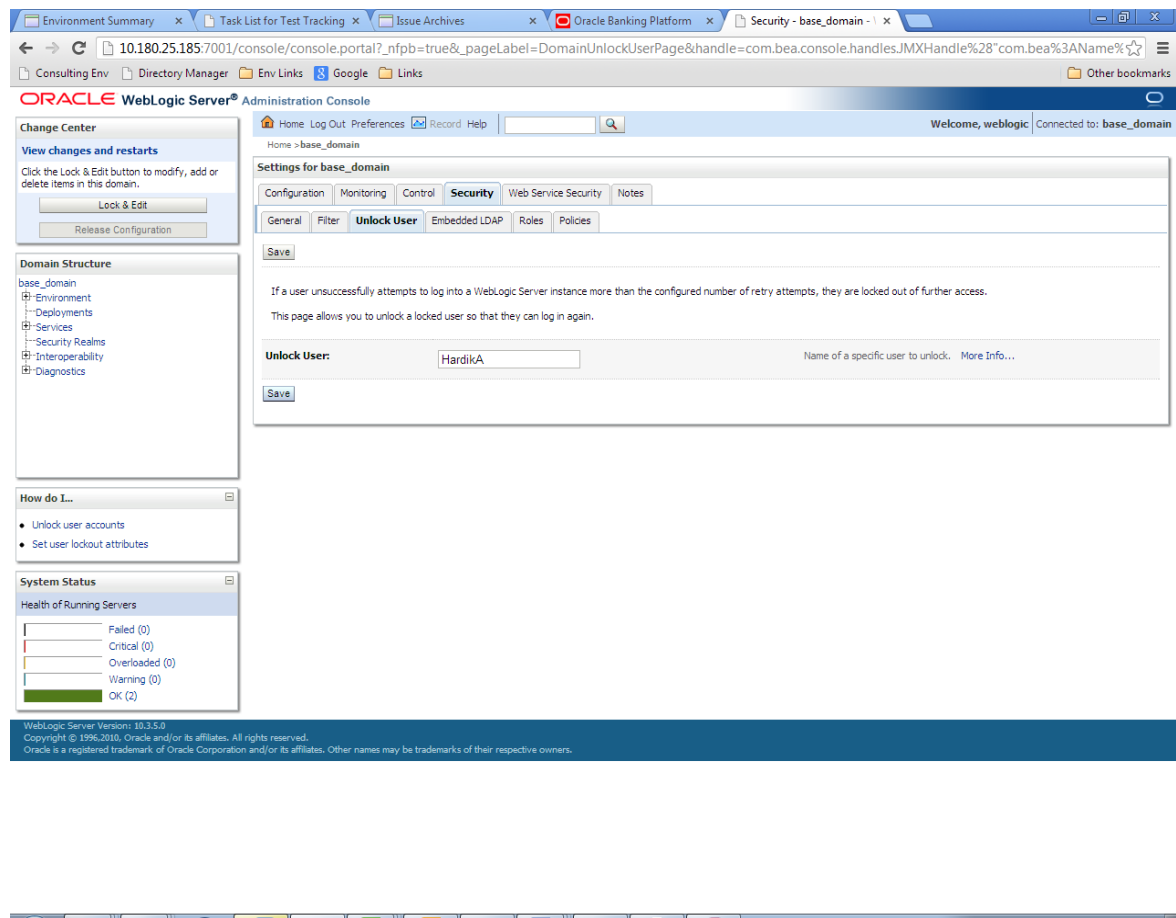 Environment Summary
Task List for Test Tracking
Issue Archives
Oracle Banking Platform
Security - base_domain - \
10.180.25.185:7001/console/console.portal?_nfpb=true&_pageLabel=DomainUnlockUserPage&handle=com.bea.console.handles.JMXHandle%28"com.bea%3AName%
Consulting Env
Directory Manager
Env Links
Google
Links
Other bookmarks
ORACLE WebLogic Server® Administration Console
Change Center
View changes and restarts
Click the Lock & Edit button to modify, add or
delete items in this domain.
Lock & Edit
Release Configuration
Domain Structure
base_domain
Environment
Deployments
Services
Security Realms
Interoperability
Diagnostics
How do I...
Unlock user accounts
Set user lockout attributes
System Status
Health of Running Servers
Failed (0)
Critical (0)
Overloaded (0)
Warning (0)
OK (2)
Home Log Out Preferences Record Help
Welcome, weblogic Connected to: base_domain
Home >base_domain
Settings for base_domain
Configuration Monitoring Control Security Web Service Security Notes
General Filter Unlock User Embedded LDAP Roles Policies
Save
If a user unsuccessfully attempts to log into a WebLogic Server instance more than the configured number of retry attempts, they are locked out of further access.
This page allows you to unlock a locked user so that they can log in again.
Unlock User: HardikA Name of a specific user to unlock. More Info...
Save
WebLogic Server Version: 10.3.5.0
Copyright © 1996,2010, Oracle and/or its affiliates. All rights reserved.
Oracle is a registered trademark of Oracle Corporation and/or its affiliates. Other names may be trademarks of their respective owners.